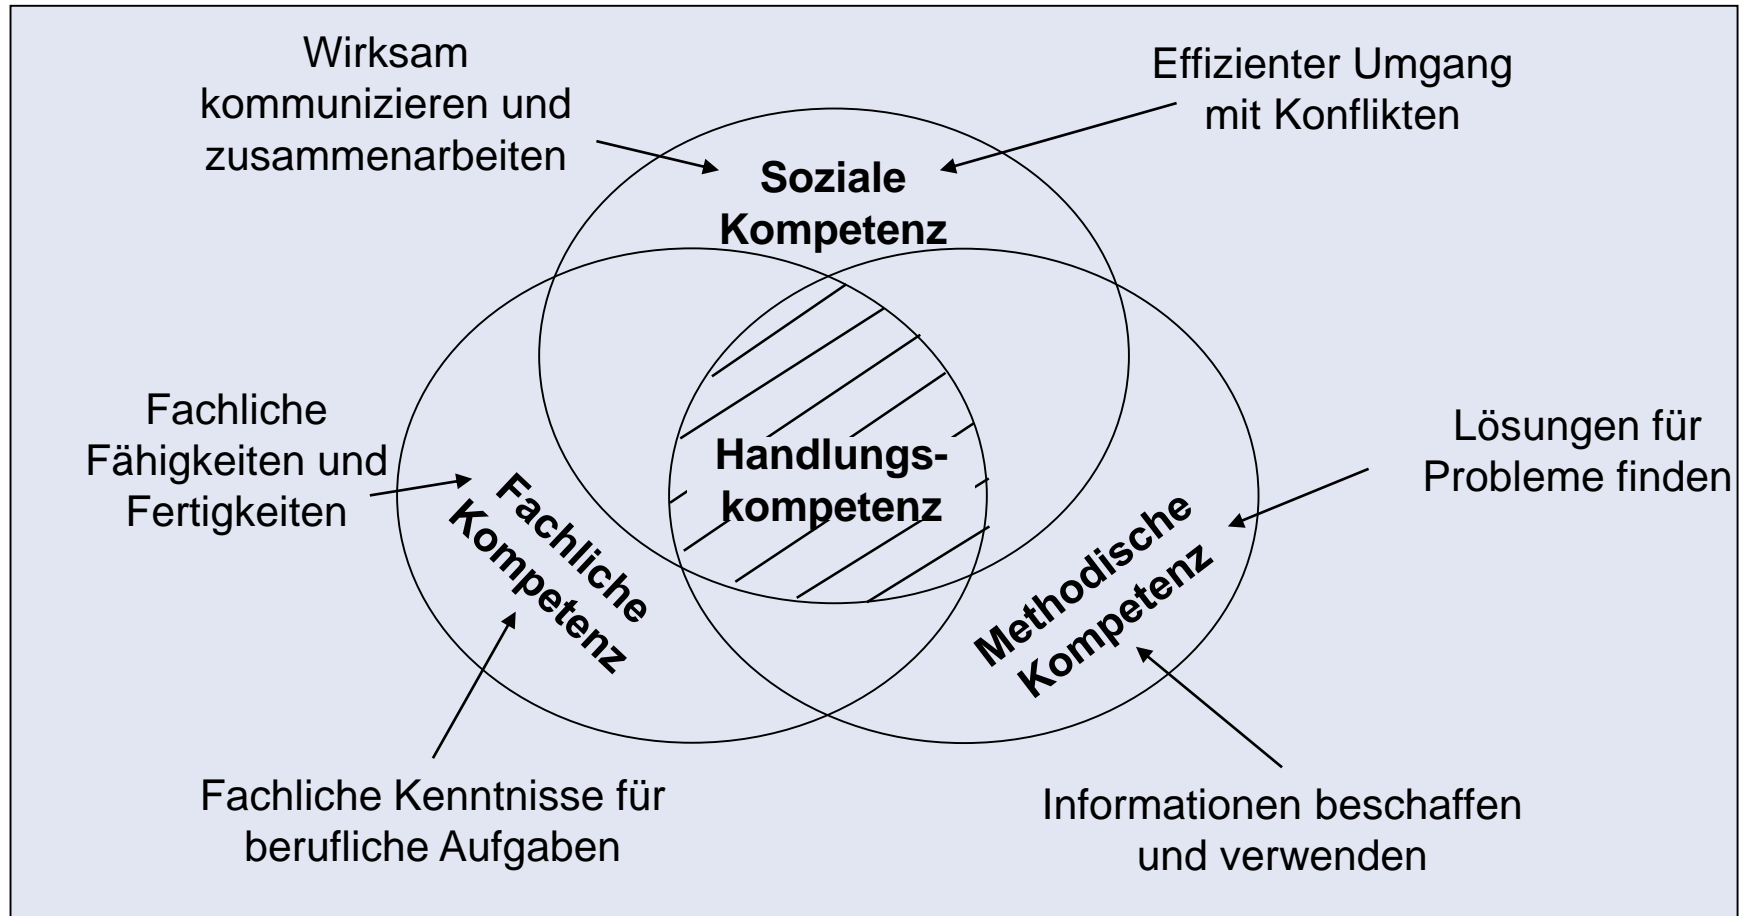 Wirksam
kommunizieren und
zusammenarbeiten
Effizienter Umgang
mit Konflikten
Soziale
Kompetenz
Fachliche
Fähigkeiten und
Fertigkeiten
Handlungs-
kompetenz
Lösungen für
Probleme finden
Fachliche
Kompetenz
Methodische
Kompetenz
Fachliche Kenntnisse für
berufliche Aufgaben
Informationen beschaffen
und verwenden